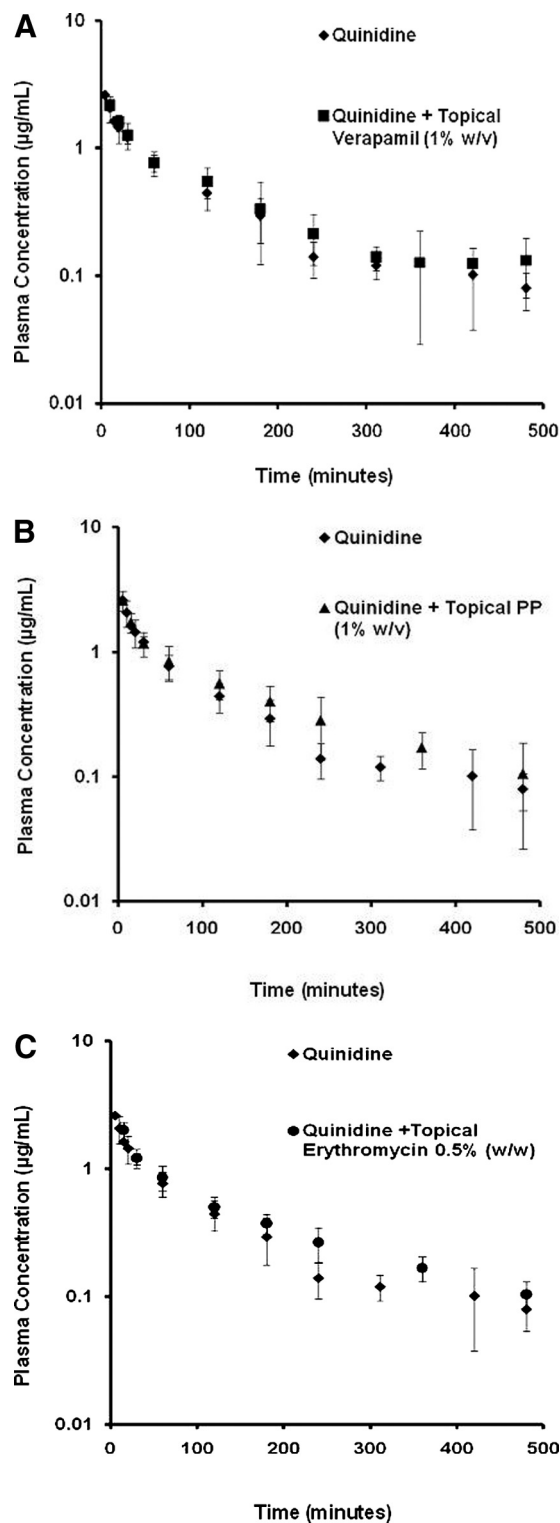 A
10
1
0.1
0.01
Plasma Concentration (µg/mL)
Quinidine
Quinidine + Topical
Verapamil (1% w/v)
0 100 200 300 400 500
Time (minutes)
B
10
1
0.1
0.01
Plasma Concentration (µg/mL)
Quinidine
Quinidine + Topical PP
(1% w/v)
0 100 200 300 400 500
Time (minutes)
C
10
1
0.1
0.01
Plasma Concentration (µg/mL)
Quinidine
Quinidine +Topical
Erythromycin 0.5% (w/w)
0 100 200 300 400 500
Time (minutes)